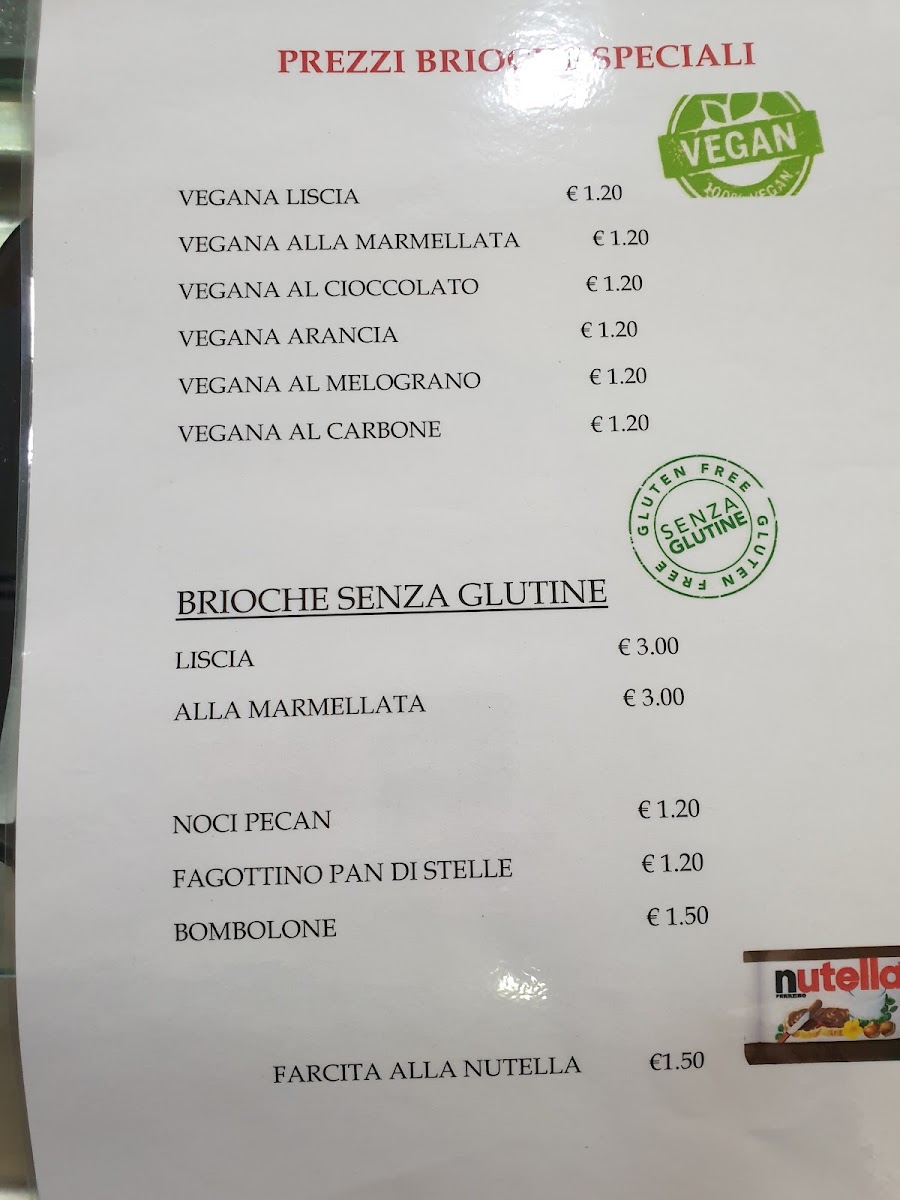 PREZZI BRIOCHE SPECIALI
VEGAN
100% VEGAN
VEGANA LISCIA € 1.20
VEGANA ALLA MARMELLATA € 1.20
VEGANA AL CIOCCOLATO € 1.20
VEGANA ARANCIA € 1.20
VEGANA AL MELOGRANO € 1.20
VEGANA AL CARBONE € 1.20
GLUTEN FREE GLUTEN FREE
SENZA
GLUTINE
BRIOCHE SENZA GLUTINE
LISCIA € 3.00
ALLA MARMELLATA € 3.00
NOCI PECAN € 1.20
FAGOTTINO PAN DI STELLE € 1.20
BOMBOLONE € 1.50
nutella
FERRERO
FARCITA ALLA NUTELLA €1.50